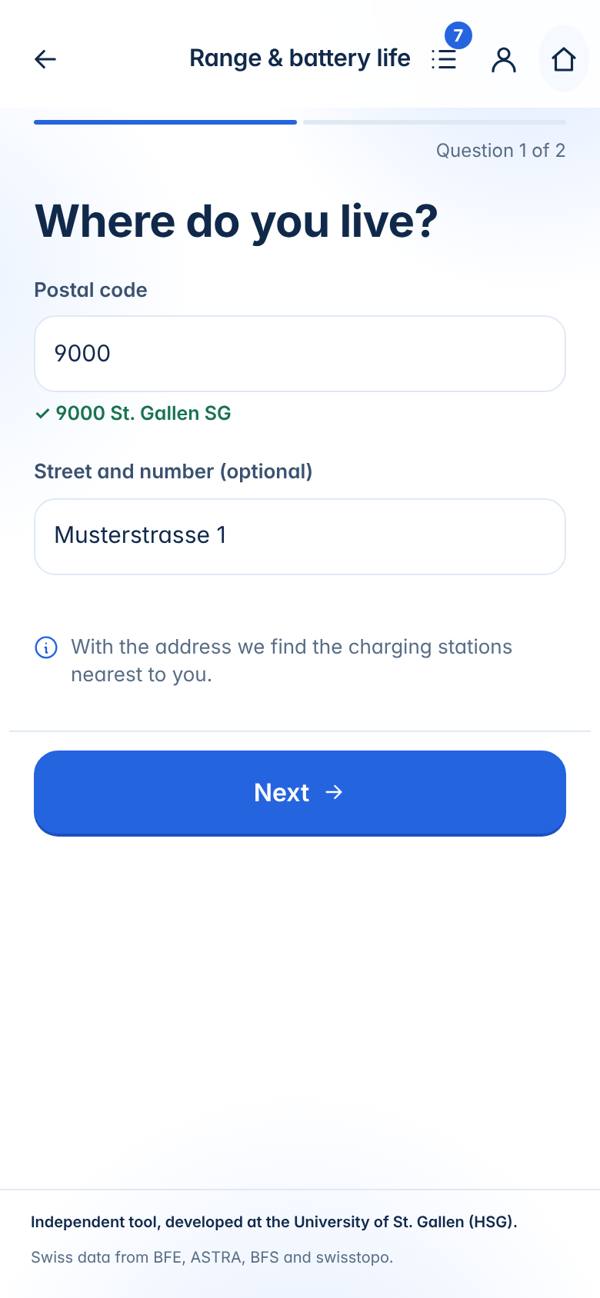 Range & battery life
7
Question 1 of 2
Where do you live?
Postal code
9000
✓ 9000 St. Gallen SG
Street and number (optional)
Musterstrasse 1
With the address we find the charging stations
nearest to you.
Next →
Independent tool, developed at the University of St. Gallen (HSG).
Swiss data from BFE, ASTRA, BFS and swisstopo.